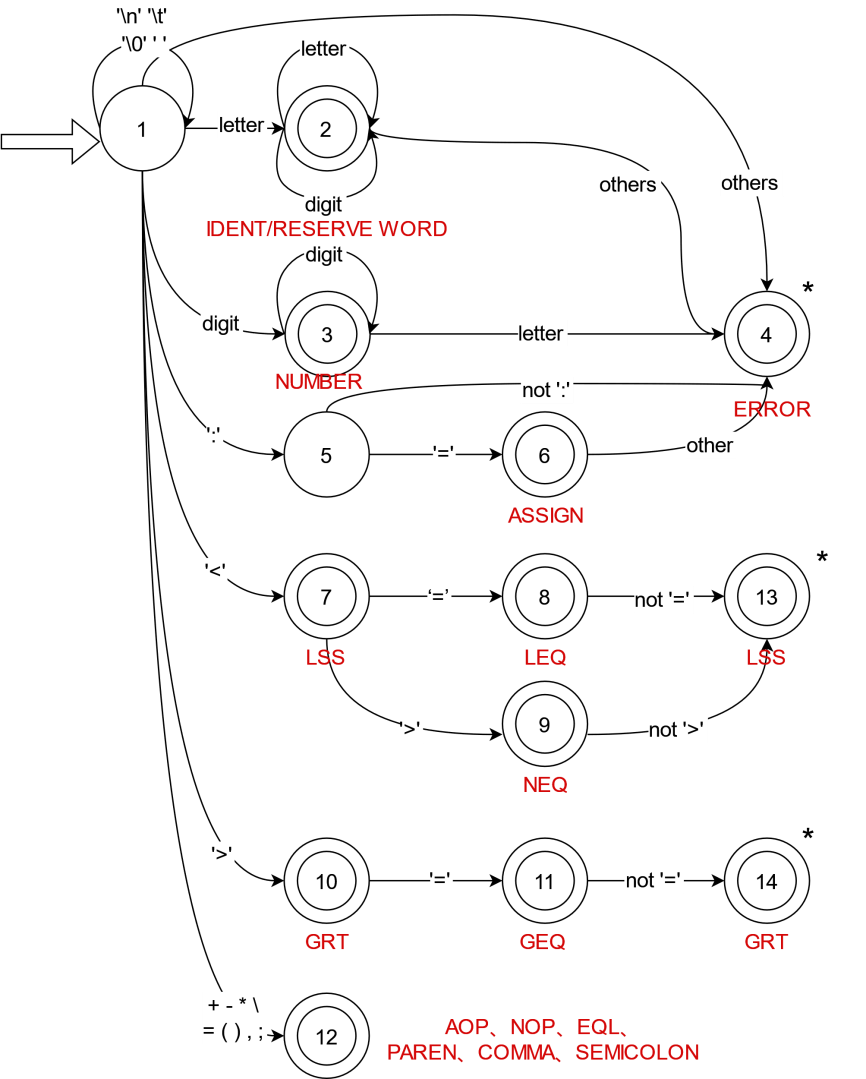 '\n' '\t'
'\0' ' '
1
letter
letter
2
digit
IDENT/RESERVE WORD
others
others
digit
digit
3
NUMBER
letter
*
4
ERROR
not ':'
':'
5
'='
6
ASSIGN
other
'<'
7
LSS
‘=’
8
LEQ
not '='
*
13
LSS
'>'
9
NEQ
not '>'
'>'
10
GRT
'='
11
GEQ
not '='
*
14
GRT
+ - * \
= ( ) , ;
12
AOP、NOP、EQL、
PAREN、COMMA、SEMICOLON